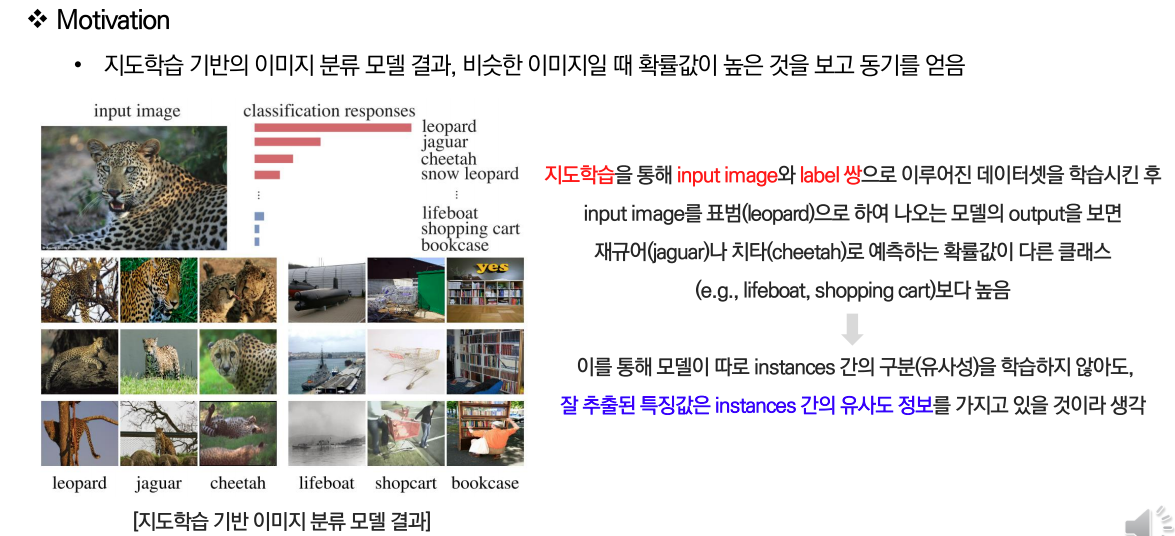 ❖ Motivation
• 지도학습 기반의 이미지 분류 모델 결과, 비슷한 이미지일 때 확률값이 높은 것을 보고 동기를 얻음
input image
classification responses
leopard
jaguar
cheetah
snow leopard
⋮ ⋮
lifeboat
shopping cart
bookcase
yes
leopard jaguar cheetah lifeboat shopcart bookcase
[지도학습 기반 이미지 분류 모델 결과]
지도학습을 통해 input image와 label 쌍으로 이루어진 데이터셋을 학습시킨 후
input image를 표범(leopard)으로 하여 나오는 모델의 output을 보면
재규어(jaguar)나 치타(cheetah)로 예측하는 확률값이 다른 클래스
(e.g., lifeboat, shopping cart)보다 높음
이를 통해 모델이 따로 instances 간의 구분(유사성)을 학습하지 않아도,
잘 추출된 특징값은 instances 간의 유사도 정보를 가지고 있을 것이라 생각